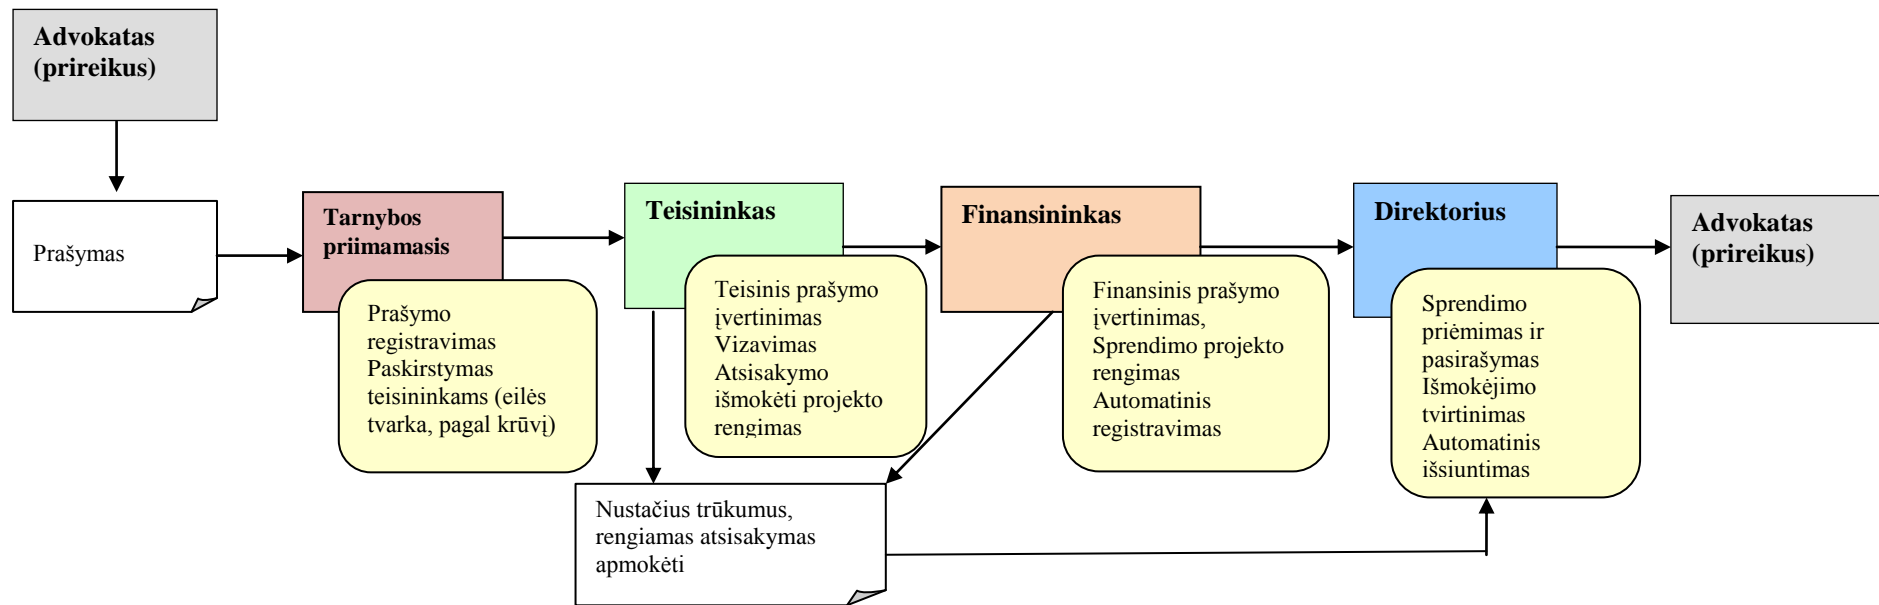 Advokatas
(prireikus)
Prašymas
Tarnybos
priimamasis
Prašymo
registravimas
Paskirstymas
teisininkams (eilės
tvarka, pagal krūvį)
Teisininkas
Teisinis prašymo
įvertinimas
Vizavimas
Atsisakymo
išmokėti projekto
rengimas
Finansininkas
Finansinis prašymo
įvertinimas,
Sprendimo projekto
rengimas
Automatinis
registravimas
Direktorius
Sprendimo
priėmimas ir
pasirašymas
Išmokėjimo
tvirtinimas
Automatinis
išsiuntimas
Advokatas
(prireikus)
Nustačius trūkumus,
rengiamas atsisakymas
apmokėti